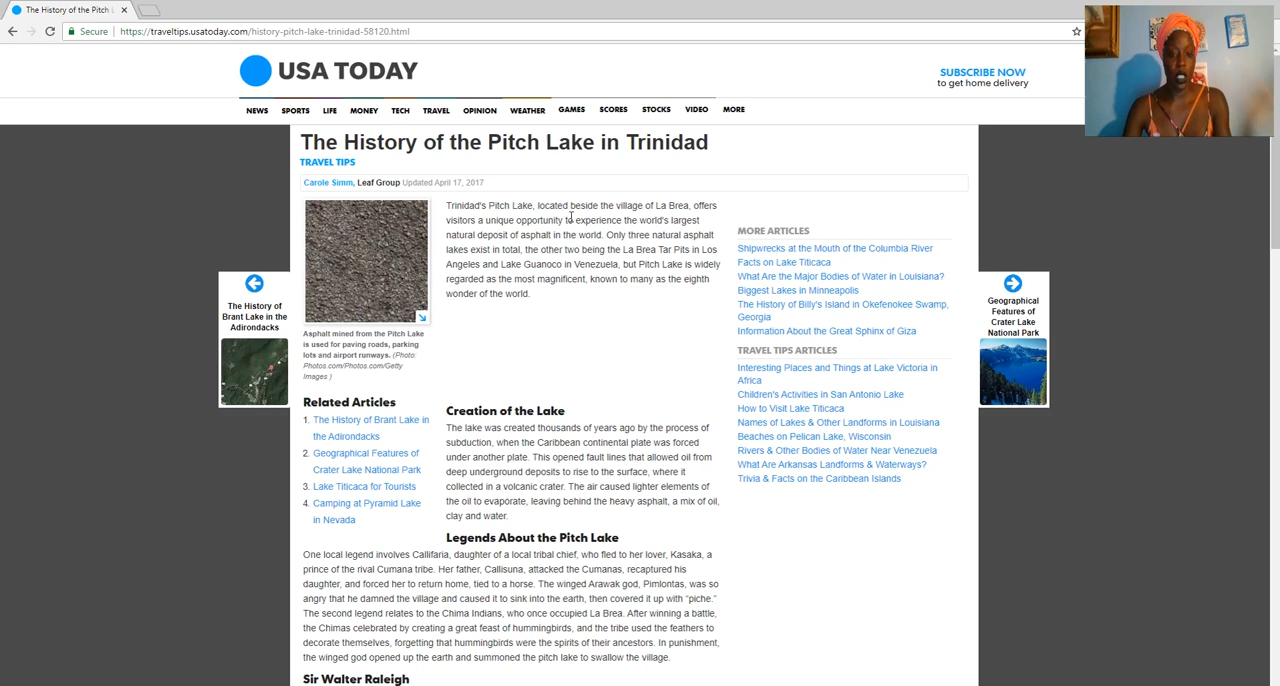 The History of the Pitch L
Secure
https://traveltips.usatoday.com/history-pitch-lake-trinidad-58120.html
USA TODAY
SUBSCRIBE NOW
to get home delivery
NEWS SPORTS LIFE MONEY TECH TRAVEL OPINION WEATHER GAMES SCORES STOCKS VIDEO MORE
The History of the Pitch Lake in Trinidad
TRAVEL TIPS
Carole Simm, Leaf Group Updated April 17, 2017
Trinidad's Pitch Lake, located beside the village of La Brea, offers
visitors a unique opportunity to experience the world's largest
natural deposit of asphalt in the world. Only three natural asphalt
lakes exist in total, the other two being the La Brea Tar Pits in Los
Angeles and Lake Guanoco in Venezuela, but Pitch Lake is widely
regarded as the most magnificent, known to many as the eighth
wonder of the world.
Asphalt mined from the Pitch Lake
is used for paving roads, parking
lots and airport runways. (Photo:
Photos.com/Photos.com/Getty
Images )
Related Articles
1. The History of Brant Lake in
the Adirondacks
2. Geographical Features of
Crater Lake National Park
3. Lake Titicaca for Tourists
4. Camping at Pyramid Lake
in Nevada
Creation of the Lake
The lake was created thousands of years ago by the process of
subduction, when the Caribbean continental plate was forced
under another plate. This opened fault lines that allowed oil from
deep underground deposits to rise to the surface, where it
collected in a volcanic crater. The air caused lighter elements of
the oil to evaporate, leaving behind the heavy asphalt, a mix of oil,
clay and water.
Legends About the Pitch Lake
One local legend involves Callifaria, daughter of a local tribal chief, who fled to her lover, Kasaka, a
prince of the rival Cumana tribe. Her father, Callisuna, attacked the Cumanas, recaptured his
daughter, and forced her to return home, tied to a horse. The winged Arawak god, Pimlontas, was so
angry that he damned the village and caused it to sink into the earth, then covered it up with “piche.”
The second legend relates to the Chima Indians, who once occupied La Brea. After winning a battle,
the Chimas celebrated by creating a great feast of hummingbirds, and the tribe used the feathers to
decorate themselves, forgetting that hummingbirds were the spirits of their ancestors. In punishment,
the winged god opened up the earth and summoned the pitch lake to swallow the village.
Sir Walter Raleigh
MORE ARTICLES
Shipwrecks at the Mouth of the Columbia River
Facts on Lake Titicaca
What Are the Major Bodies of Water in Louisiana?
Biggest Lakes in Minneapolis
The History of Billy's Island in Okefenokee Swamp,
Georgia
Information About the Great Sphinx of Giza
TRAVEL TIPS ARTICLES
Interesting Places and Things at Lake Victoria in
Africa
Children's Activities in San Antonio Lake
How to Visit Lake Titicaca
Names of Lakes & Other Landforms in Louisiana
Beaches on Pelican Lake, Wisconsin
Rivers & Other Bodies of Water Near Venezuela
What Are Arkansas Landforms & Waterways?
Trivia & Facts on the Caribbean Islands
The History of
Brant Lake in the
Adirondacks
Geographical
Features of
Crater Lake
National Park